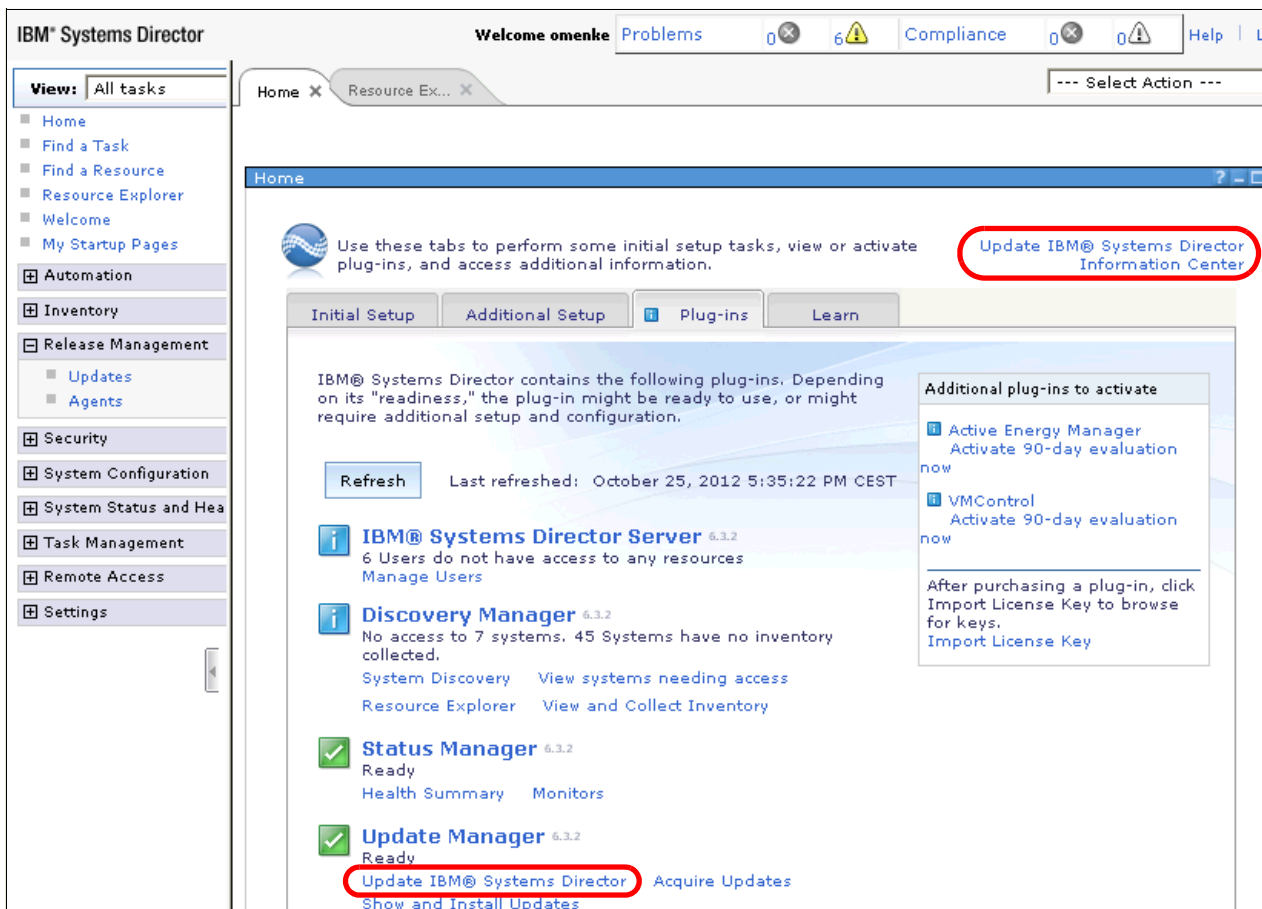 IBM® Systems Director
Welcome omenke
Problems 0 6 Compliance 0 0 Help
View: All tasks
Home
Find a Task
Find a Resource
Resource Explorer
Welcome
My Startup Pages
Automation
Inventory
Release Management
Updates
Agents
Security
System Configuration
System Status and Hea
Task Management
Remote Access
Settings
Home
Resource Ex...
--- Select Action ---
Home
Use these tabs to perform some initial setup tasks, view or activate
plug-ins, and access additional information.
Update IBM® Systems Director
Information Center
Initial Setup
Additional Setup
Plug-ins
Learn
IBM® Systems Director contains the following plug-ins. Depending
on its "readiness," the plug-in might be ready to use, or might
require additional setup and configuration.
Refresh
Last refreshed: October 25, 2012 5:35:22 PM CEST
IBM® Systems Director Server 6.3.2
6 Users do not have access to any resources
Manage Users
Discovery Manager 6.3.2
No access to 7 systems. 45 Systems have no inventory
collected.
System Discovery View systems needing access
Resource Explorer View and Collect Inventory
Status Manager 6.3.2
Ready
Health Summary Monitors
Update Manager 6.3.2
Ready
Update IBM® Systems Director Acquire Updates
Show and Install Updates
Additional plug-ins to activate
Active Energy Manager
Activate 90-day evaluation
now
VMControl
Activate 90-day evaluation
now
After purchasing a plug-in, click
Import License Key to browse
for keys.
Import License Key